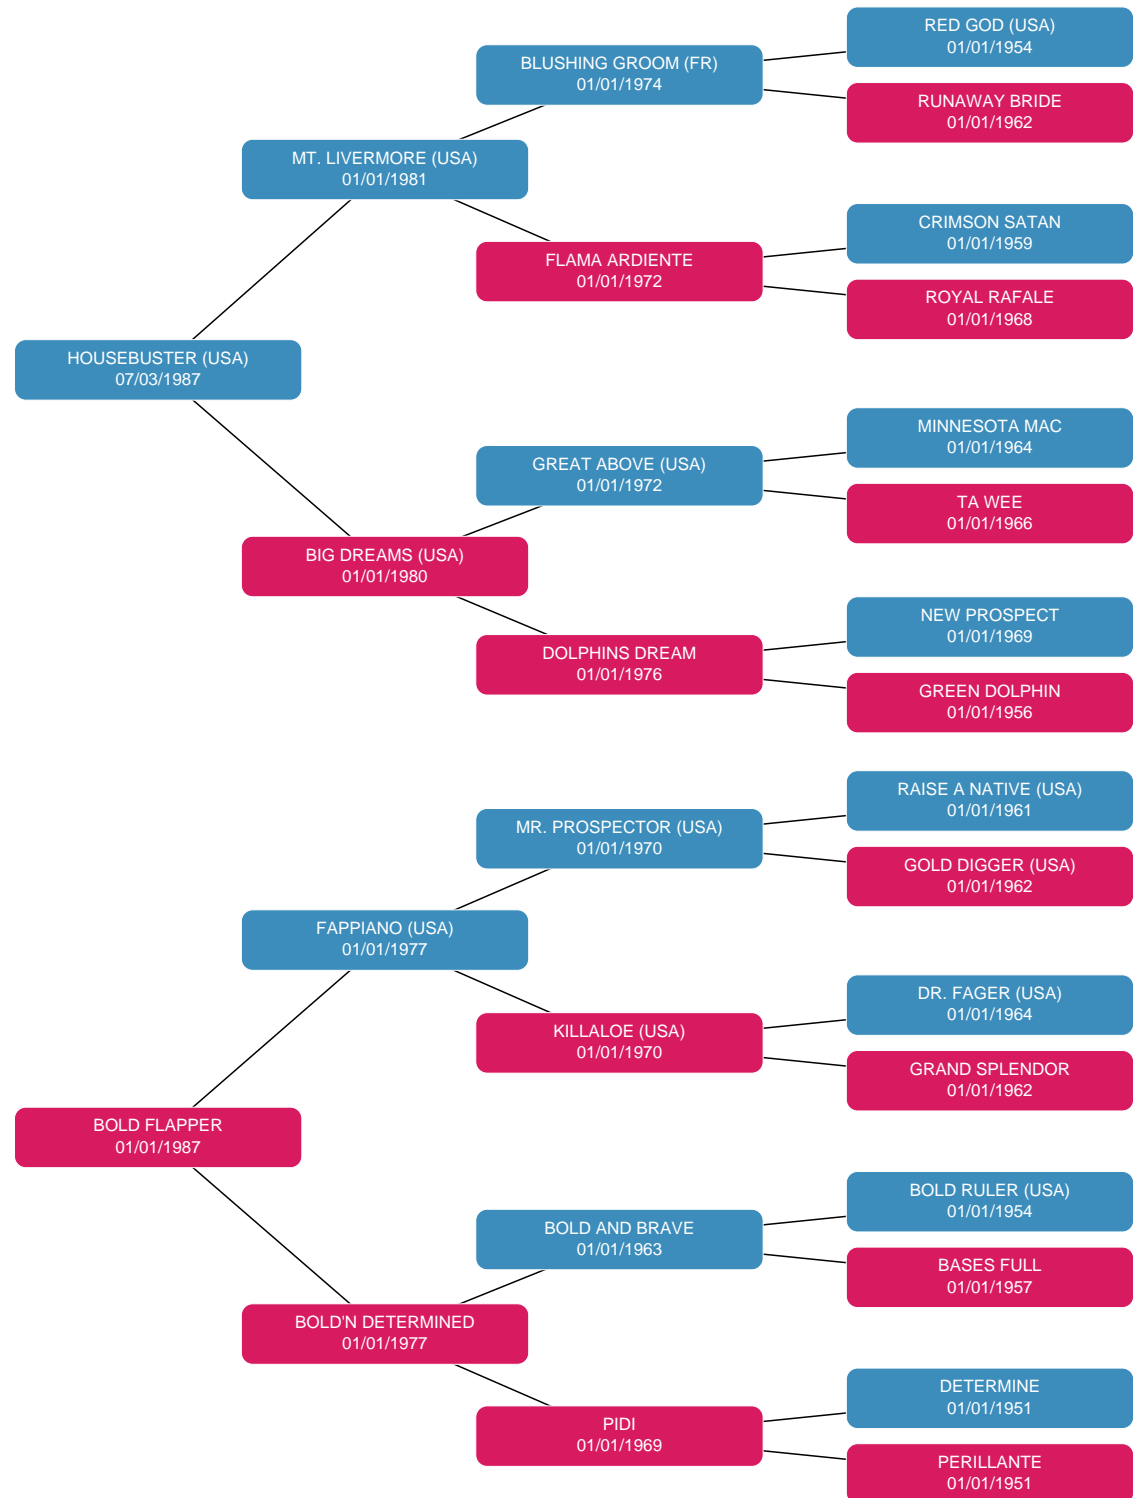 RED GOD (USA)
01/01/1954
BLUSHING GROOM (FR)
01/01/1974
RUNAWAY BRIDE
01/01/1962
MT. LIVERMORE (USA)
01/01/1981
CRIMSON SATAN
01/01/1959
FLAMA ARDIENTE
01/01/1972
ROYAL RAFALE
01/01/1968
HOUSEBUSTER (USA)
07/03/1987
MINNESOTA MAC
01/01/1964
GREAT ABOVE (USA)
01/01/1972
TA WEE
01/01/1966
BIG DREAMS (USA)
01/01/1980
NEW PROSPECT
01/01/1969
DOLPHINS DREAM
01/01/1976
GREEN DOLPHIN
01/01/1956
RAISE A NATIVE (USA)
01/01/1961
MR. PROSPECTOR (USA)
01/01/1970
GOLD DIGGER (USA)
01/01/1962
FAPPIANO (USA)
01/01/1977
DR. FAGER (USA)
01/01/1964
KILLALOE (USA)
01/01/1970
GRAND SPLENDOR
01/01/1962
BOLD FLAPPER
01/01/1987
BOLD RULER (USA)
01/01/1954
BOLD AND BRAVE
01/01/1963
BASES FULL
01/01/1957
BOLD'N DETERMINED
01/01/1977
DETERMINE
01/01/1951
PIDI
01/01/1969
PERILLANTE
01/01/1951